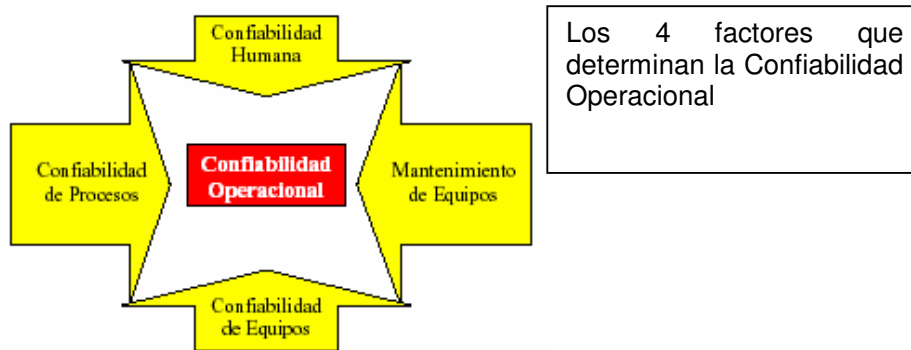 Confiabilidad
Humana
Confiabilidad
de Procesos
Confiabilidad
Operacional
Mantenimiento
de Equipos
Confiabilidad
de Equipos
Los 4 factores que
determinan la Confiabilidad
Operacional